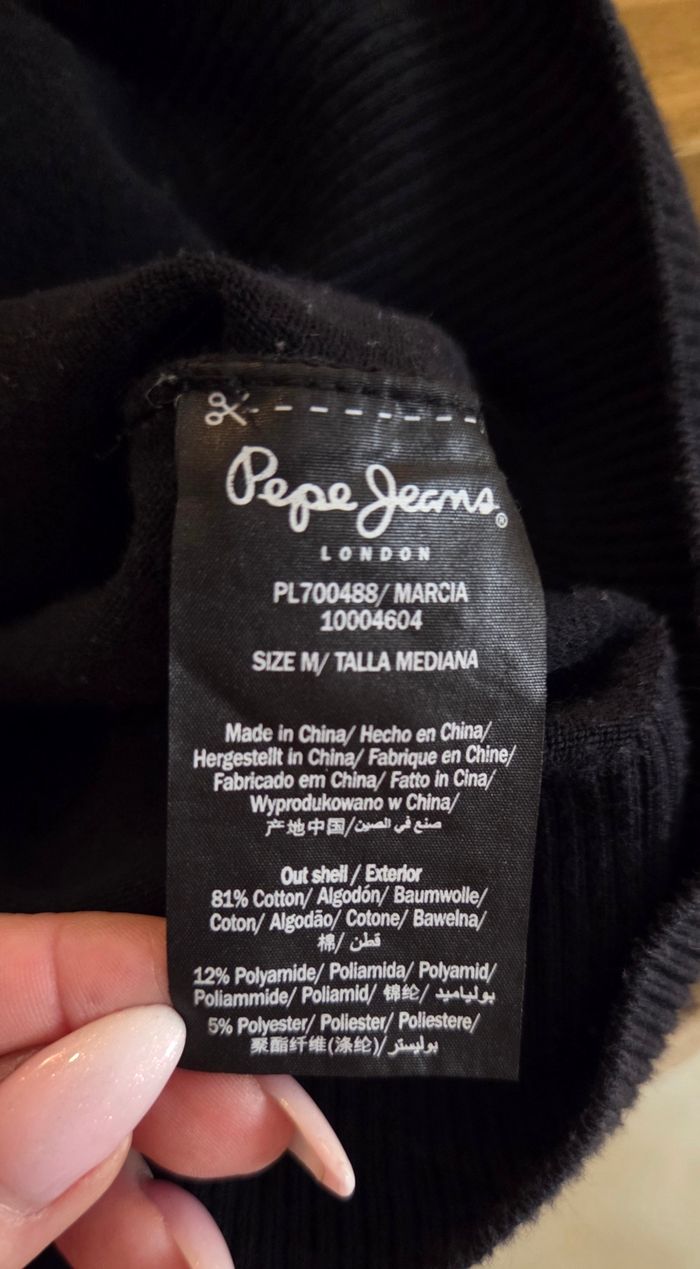 Pepe Jeans®
LONDON
PL700488/ MARCIA
10004604
SIZE M/ TALLA MEDIANA
Made in China/ Hecho en China/
Hergestellt in China/ Fabrique en Chine/
Fabricado em China/ Fatto in Cina/
Wyprodukowano w China/
产地中国/صنع في الصين
Out shell / Exterior
81% Cotton/ Algodón/ Baumwolle/
Coton/ Algodão/ Cotone/ Bawelna/
棉/ قطن
12% Polyamide/ Poliamida/ Polyamid/
Poliammide/ Poliamid/ 锦纶/ بولياميد
5% Polyester/ Poliester/ Poliestere/
聚酯纤维(涤纶)/ بوليستر